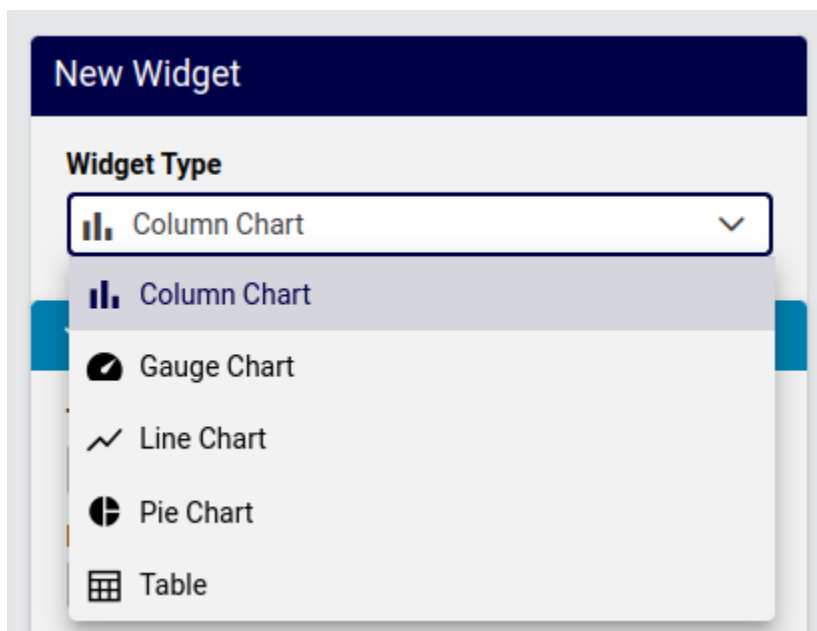 New Widget
Widget Type
Column Chart
Column Chart
Gauge Chart
Line Chart
Pie Chart
Table